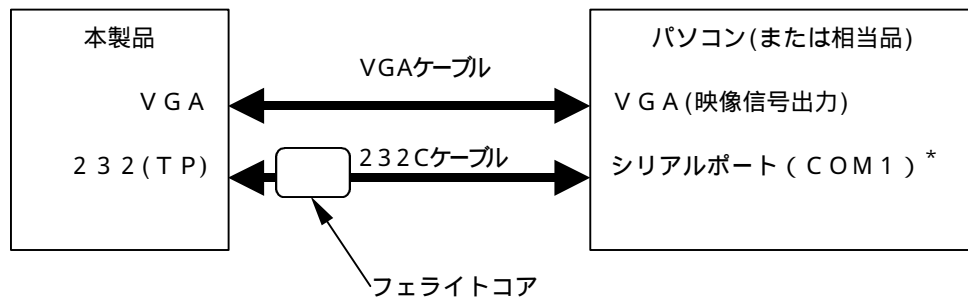 本製品
パソコン(または相当品)
VGAケーブル
VGA
VGA(映像信号出力)
232(TP)
232Cケーブル
シリアルポート(COM1)*
フェライトコア